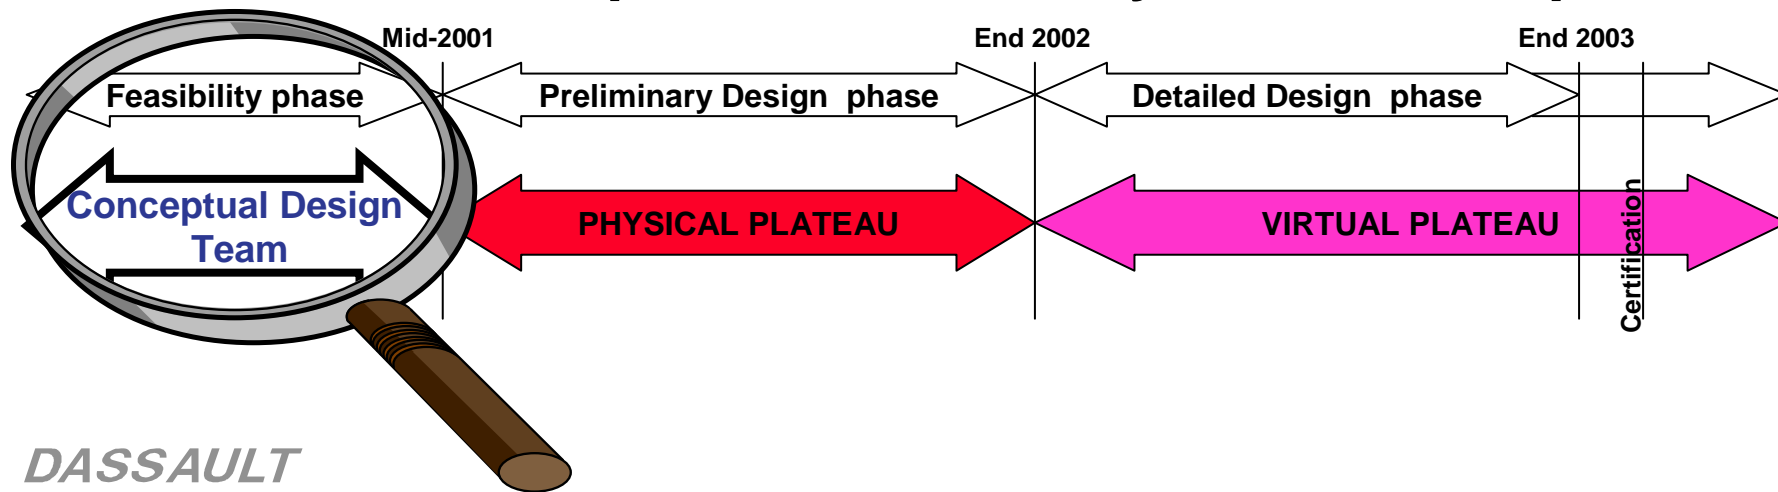 Mid-2001
End 2002
End 2003
Feasibility phase
Preliminary Design phase
Detailed Design phase
Conceptual Design
Team
PHYSICAL PLATEAU
VIRTUAL PLATEAU
Certification
DASSAULT